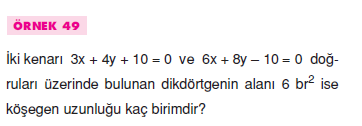 ÖRNEK 49
İki kenarı 3x + 4y + 10 = 0 ve 6x + 8y – 10 = 0 doğ-
ruları üzerinde bulunan dikdörtgenin alanı 6 br² ise
köşegen uzunluğu kaç birimdir?